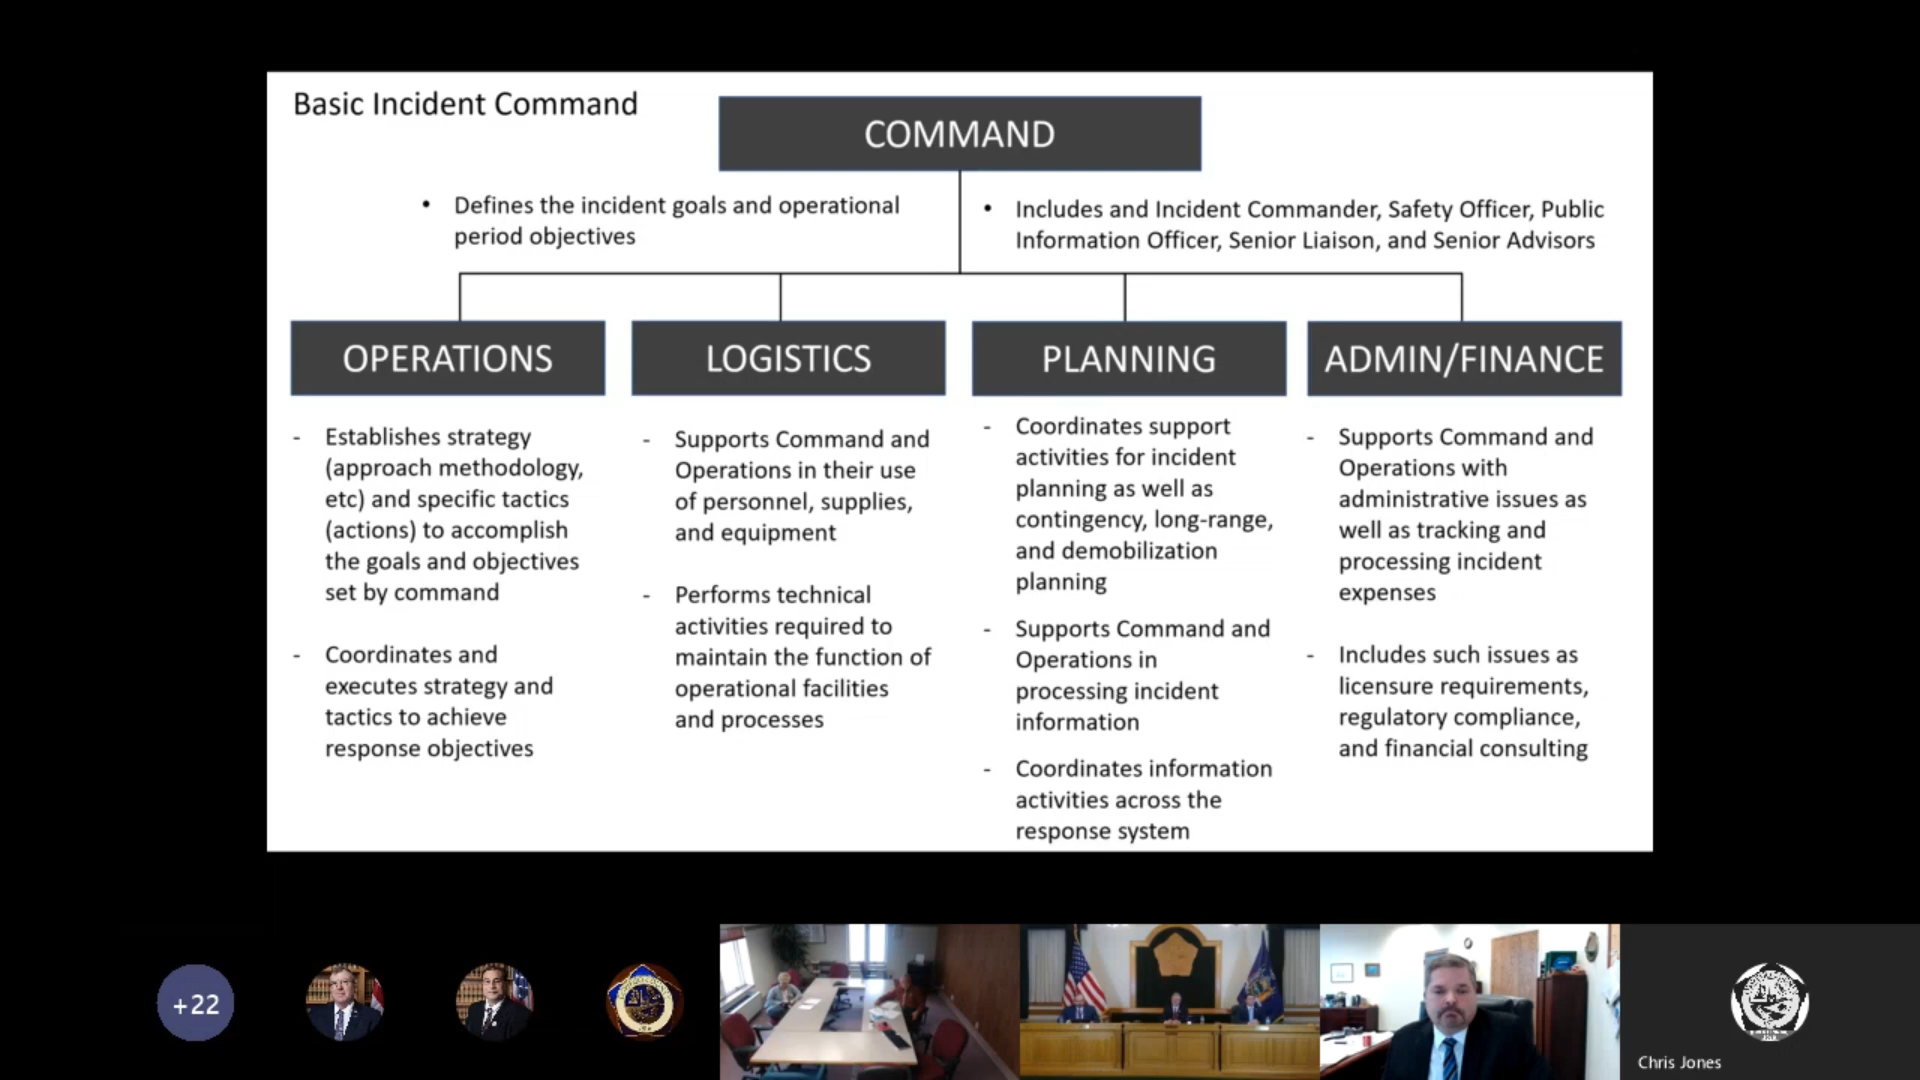 Basic Incident Command
COMMAND
• Defines the incident goals and operational
period objectives
• Includes and Incident Commander, Safety Officer, Public
Information Officer, Senior Liaison, and Senior Advisors
OPERATIONS
- Establishes strategy
(approach methodology,
etc) and specific tactics
(actions) to accomplish
the goals and objectives
set by command
- Coordinates and
executes strategy and
tactics to achieve
response objectives
LOGISTICS
- Supports Command and
Operations in their use
of personnel, supplies,
and equipment
- Performs technical
activities required to
maintain the function of
operational facilities
and processes
PLANNING
- Coordinates support
activities for incident
planning as well as
contingency, long-range,
and demobilization
planning
- Supports Command and
Operations in
processing incident
information
- Coordinates information
activities across the
response system
ADMIN/FINANCE
- Supports Command and
Operations with
administrative issues as
well as tracking and
processing incident
expenses
- Includes such issues as
licensure requirements,
regulatory compliance,
and financial consulting
+22
Chris Jones